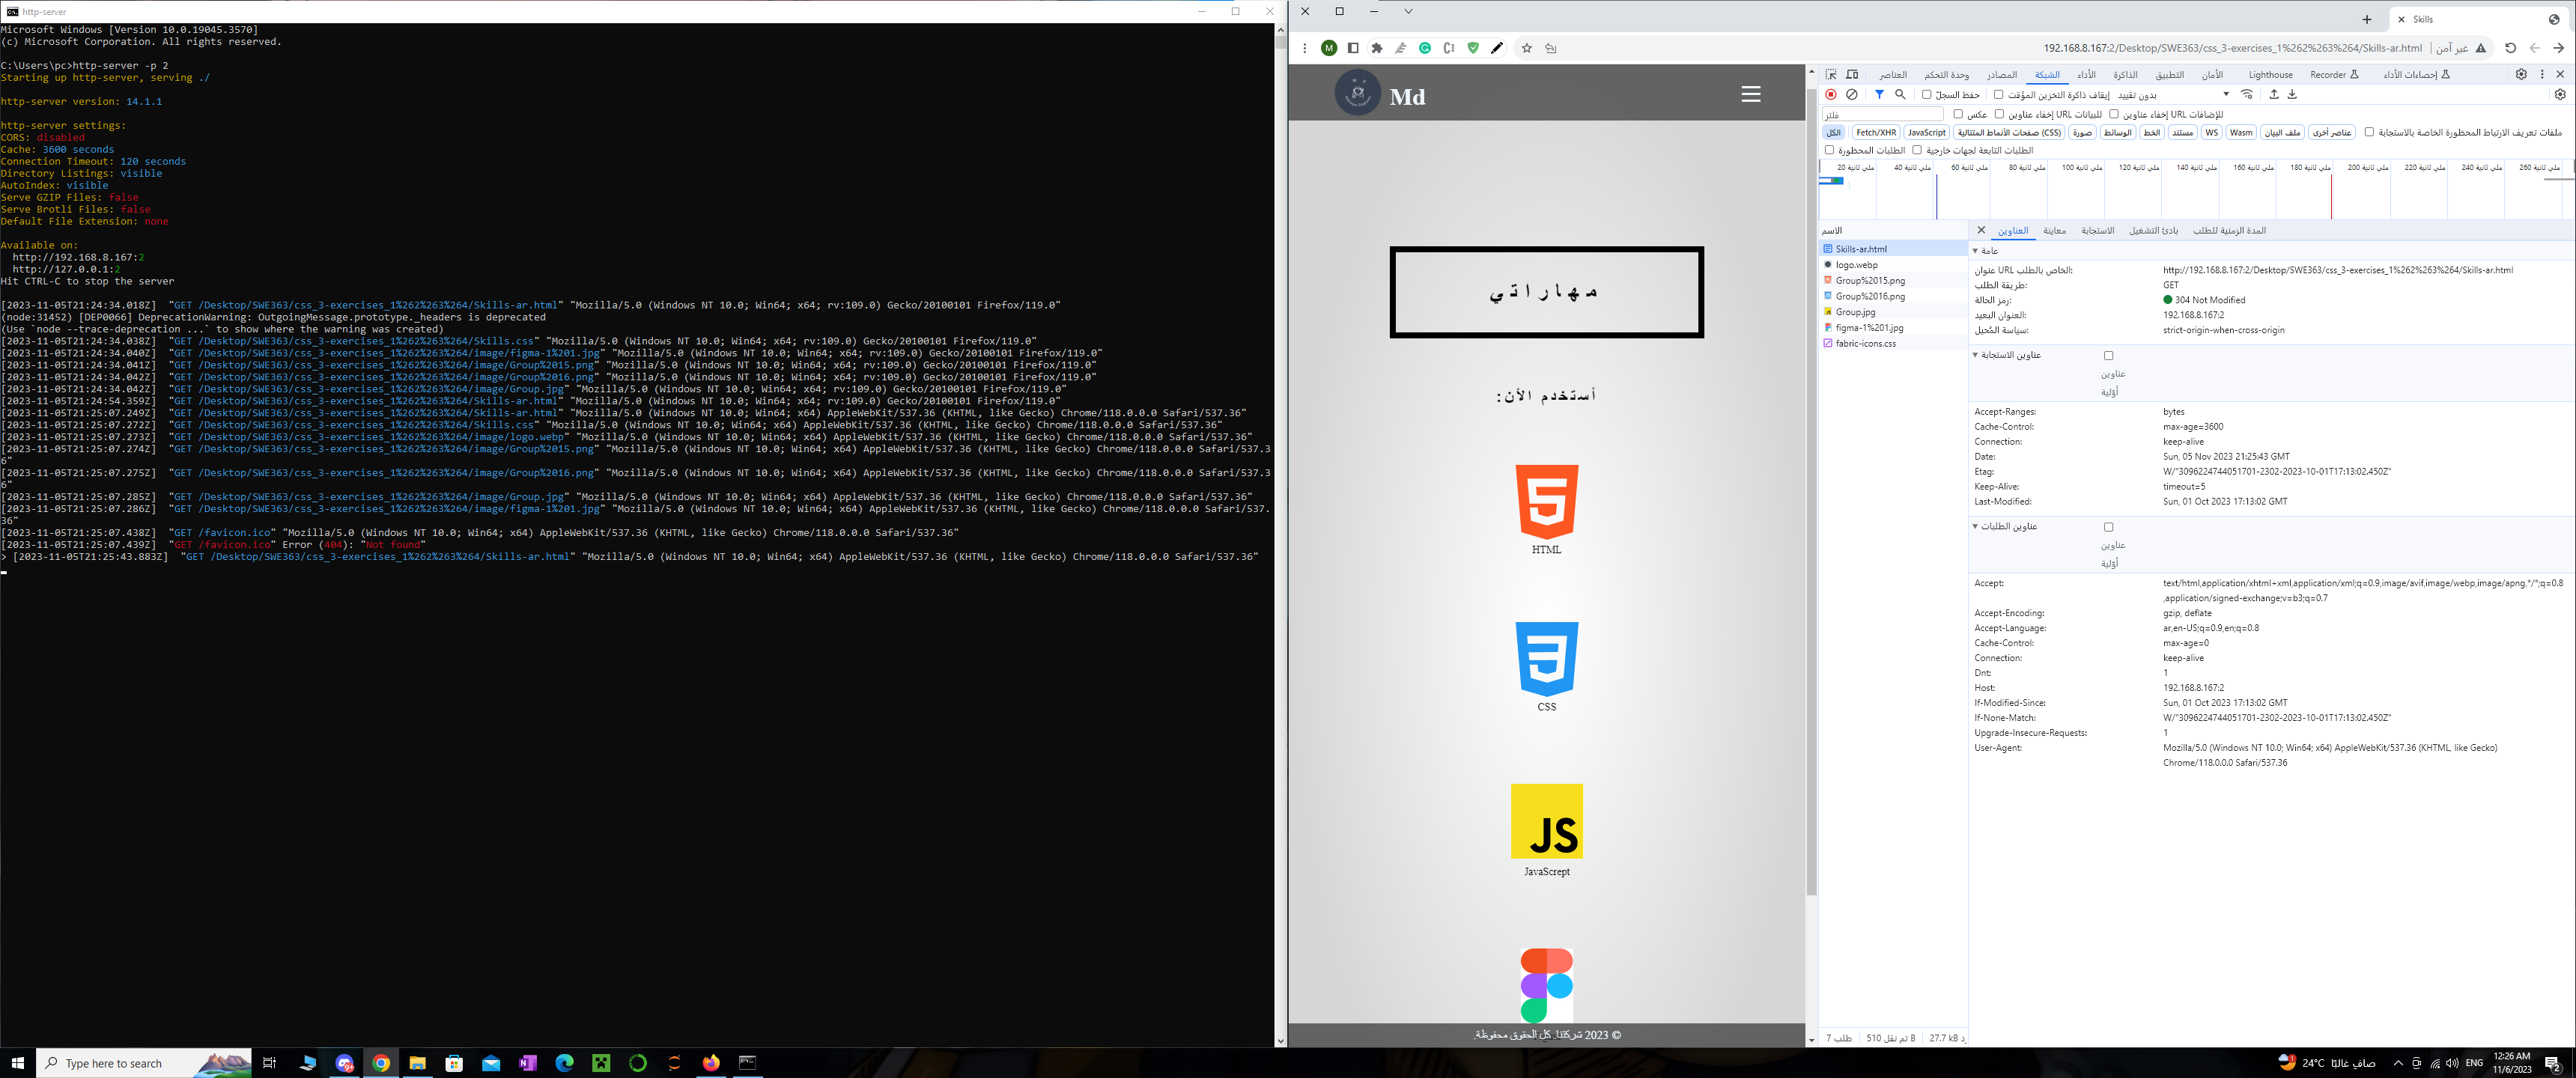 http-server
Microsoft Windows [Version 10.0.19045.3570]
(c) Microsoft Corporation. All rights reserved.
C:\Users\pc>http-server -p 2
Starting up http-server, serving ./
http-server version: 14.1.1
http-server settings:
CORS: disabled
Cache: 3600 seconds
Connection Timeout: 120 seconds
Directory Listings: visible
AutoIndex: visible
Serve GZIP Files: false
Serve Brotli Files: false
Default File Extension: none
Available on:
http://192.168.8.167:2
http://127.0.0.1:2
Hit CTRL-C to stop the server
[2023-11-05T21:24:34.018Z]  "GET /Desktop/SWE363/css_3-exercises_1%262%263%264/Skills-ar.html" "Mozilla/5.0 (Windows NT 10.0; Win64; x64; rv:109.0) Gecko/20100101 Firefox/119.0"
(node:31452) [DEP0066] DeprecationWarning: OutgoingMessage.prototype._headers is deprecated
(Use `node --trace-deprecation ...` to show where the warning was created)
[2023-11-05T21:24:34.038Z]  "GET /Desktop/SWE363/css_3-exercises_1%262%263%264/Skills.css" "Mozilla/5.0 (Windows NT 10.0; Win64; x64; rv:109.0) Gecko/20100101 Firefox/119.0"
[2023-11-05T21:24:34.040Z]  "GET /Desktop/SWE363/css_3-exercises_1%262%263%264/image/figma-1%201.jpg" "Mozilla/5.0 (Windows NT 10.0; Win64; x64; rv:109.0) Gecko/20100101 Firefox/119.0"
[2023-11-05T21:24:34.041Z]  "GET /Desktop/SWE363/css_3-exercises_1%262%263%264/image/Group%2015.png" "Mozilla/5.0 (Windows NT 10.0; Win64; x64; rv:109.0) Gecko/20100101 Firefox/119.0"
[2023-11-05T21:24:34.042Z]  "GET /Desktop/SWE363/css_3-exercises_1%262%263%264/image/Group%2016.png" "Mozilla/5.0 (Windows NT 10.0; Win64; x64; rv:109.0) Gecko/20100101 Firefox/119.0"
[2023-11-05T21:24:34.043Z]  "GET /Desktop/SWE363/css_3-exercises_1%262%263%264/image/Group.jpg" "Mozilla/5.0 (Windows NT 10.0; Win64; x64; rv:109.0) Gecko/20100101 Firefox/119.0"
[2023-11-05T21:24:54.359Z]  "GET /Desktop/SWE363/css_3-exercises_1%262%263%264/Skills-ar.html" "Mozilla/5.0 (Windows NT 10.0; Win64; x64; rv:109.0) Gecko/20100101 Firefox/119.0"
[2023-11-05T21:25:07.249Z]  "GET /Desktop/SWE363/css_3-exercises_1%262%263%264/Skills-ar.html" "Mozilla/5.0 (Windows NT 10.0; Win64; x64) AppleWebKit/537.36 (KHTML, like Gecko) Chrome/118.0.0.0 Safari/537.36"
[2023-11-05T21:25:07.272Z]  "GET /Desktop/SWE363/css_3-exercises_1%262%263%264/Skills.css" "Mozilla/5.0 (Windows NT 10.0; Win64; x64) AppleWebKit/537.36 (KHTML, like Gecko) Chrome/118.0.0.0 Safari/537.36"
[2023-11-05T21:25:07.273Z]  "GET /Desktop/SWE363/css_3-exercises_1%262%263%264/image/logo.webp" "Mozilla/5.0 (Windows NT 10.0; Win64; x64) AppleWebKit/537.36 (KHTML, like Gecko) Chrome/118.0.0.0 Safari/537.36"
[2023-11-05T21:25:07.274Z]  "GET /Desktop/SWE363/css_3-exercises_1%262%263%264/image/Group%2015.png" "Mozilla/5.0 (Windows NT 10.0; Win64; x64) AppleWebKit/537.36 (KHTML, like Gecko) Chrome/118.0.0.0 Safari/537.3
6"
[2023-11-05T21:25:07.275Z]  "GET /Desktop/SWE363/css_3-exercises_1%262%263%264/image/Group%2016.png" "Mozilla/5.0 (Windows NT 10.0; Win64; x64) AppleWebKit/537.36 (KHTML, like Gecko) Chrome/118.0.0.0 Safari/537.3
6"
[2023-11-05T21:25:07.285Z]  "GET /Desktop/SWE363/css_3-exercises_1%262%263%264/image/Group.jpg" "Mozilla/5.0 (Windows NT 10.0; Win64; x64) AppleWebKit/537.36 (KHTML, like Gecko) Chrome/118.0.0.0 Safari/537.36"
[2023-11-05T21:25:07.286Z]  "GET /Desktop/SWE363/css_3-exercises_1%262%263%264/image/figma-1%201.jpg" "Mozilla/5.0 (Windows NT 10.0; Win64; x64) AppleWebKit/537.36 (KHTML, like Gecko) Chrome/118.0.0.0 Safari/537.
36"
[2023-11-05T21:25:07.438Z]  "GET /favicon.ico" "Mozilla/5.0 (Windows NT 10.0; Win64; x64) AppleWebKit/537.36 (KHTML, like Gecko) Chrome/118.0.0.0 Safari/537.36"
[2023-11-05T21:25:07.439Z]  "GET /favicon.ico" Error (404): "Not found"
> [2023-11-05T21:25:43.883Z]  "GET /Desktop/SWE363/css_3-exercises_1%262%263%264/Skills-ar.html" "Mozilla/5.0 (Windows NT 10.0; Win64; x64) AppleWebKit/537.36 (KHTML, like Gecko) Chrome/118.0.0.0 Safari/537.36"
Skills
M
192.168.8.167:2/Desktop/SWE363/css_3-exercises_1%262%263%264/Skills-ar.html | غير آمن
Md
مهاراتي
أستخدم الأن:
HTML
CSS
JS
JavaScrept
© 2023 شركتنا. كل الحقوق محفوظة.
العناصر وحدة التحكم المصادر الشبكة الأداء الذاكرة التطبيق الأمان Lighthouse Recorder إحصاءات الأداء
حفظ السجلّ إيقاف ذاكرة التخزين المؤقت بدون تقييد
فلتر عكس إخفاء عناوين URL للبيانات إخفاء عناوين URL للإضافات
الكل Fetch/XHR JavaScript صفحات الأنماط المتتالية (CSS) صورة الوسائط الخط مستند WS Wasm ملف البيان عناصر أخرى ملفات تعريف الارتباط المحظورة الخاصة بالاستجابة
الطلبات المحظورة الطلبات التابعة لجهات خارجية
20 ملي ثانية 40 ملي ثانية 60 ملي ثانية 80 ملي ثانية 100 ملي ثانية 120 ملي ثانية 140 ملي ثانية 160 ملي ثانية 180 ملي ثانية 200 ملي ثانية 220 ملي ثانية 240 ملي ثانية 260 ملي ثانية
الاسم
Skills-ar.html
logo.webp
Group%2015.png
Group%2016.png
Group.jpg
figma-1%201.jpg
fabric-icons.css
العناوين معاينة الاستجابة بادئ التشغيل المدة الزمنية للطلب
عامة
عنوان URL الخاص بالطلب: http://192.168.8.167:2/Desktop/SWE363/css_3-exercises_1%262%263%264/Skills-ar.html
طريقة الطلب: GET
رمز الحالة: 304 Not Modified
العنوان البعيد: 192.168.8.167:2
سياسة المُحيل: strict-origin-when-cross-origin
عناوين الاستجابة
عناوين
أوّلية
Accept-Ranges: bytes
Cache-Control: max-age=3600
Connection: keep-alive
Date: Sun, 05 Nov 2023 21:25:43 GMT
Etag: W/"3096224744051701-2302-2023-10-01T17:13:02.450Z"
Keep-Alive: timeout=5
Last-Modified: Sun, 01 Oct 2023 17:13:02 GMT
عناوين الطلبات
عناوين
أوّلية
Accept: text/html,application/xhtml+xml,application/xml;q=0.9,image/avif,image/webp,image/apng,*/*;q=0.8
,application/signed-exchange;v=b3;q=0.7
Accept-Encoding: gzip, deflate
Accept-Language: ar,en-US;q=0.9,en;q=0.8
Cache-Control: max-age=0
Connection: keep-alive
Dnt: 1
Host: 192.168.8.167:2
If-Modified-Since: Sun, 01 Oct 2023 17:13:02 GMT
If-None-Match: W/"3096224744051701-2302-2023-10-01T17:13:02.450Z"
Upgrade-Insecure-Requests: 1
User-Agent: Mozilla/5.0 (Windows NT 10.0; Win64; x64) AppleWebKit/537.36 (KHTML, like Gecko)
Chrome/118.0.0.0 Safari/537.36
7 طلب تم نقل 510 B 27.7 kB
Type here to search
24°C صافٍ غالبًا ENG 12:26 AM
11/6/2023
2